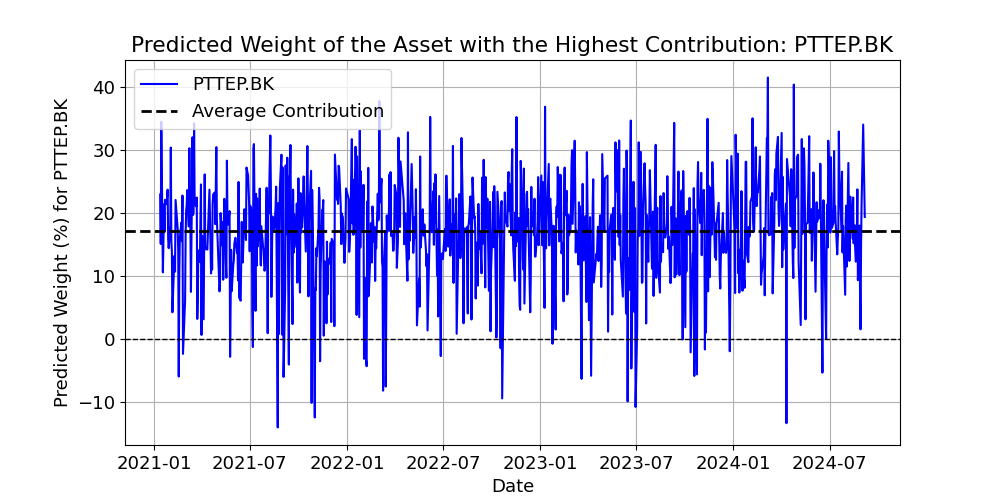 Predicted Weight of the Asset with the Highest Contribution: PTTEP.BK
PTTEP.BK
Average Contribution
Predicted Weight (%) for PTTEP.BK
40
30
20
10
0
−10
2021-01 2021-07 2022-01 2022-07 2023-01 2023-07 2024-01 2024-07
Date